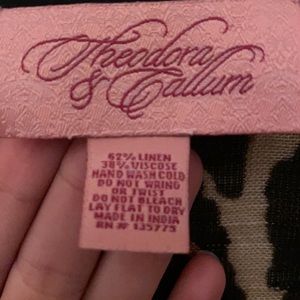 Theodora
& Callum
62% LINEN
38% VISCOSE
HAND WASH COLD
DO NOT WRING
OR TWIST
DO NOT BLEACH
LAY FLAT TO DRY
MADE IN INDIA
RN # 135775